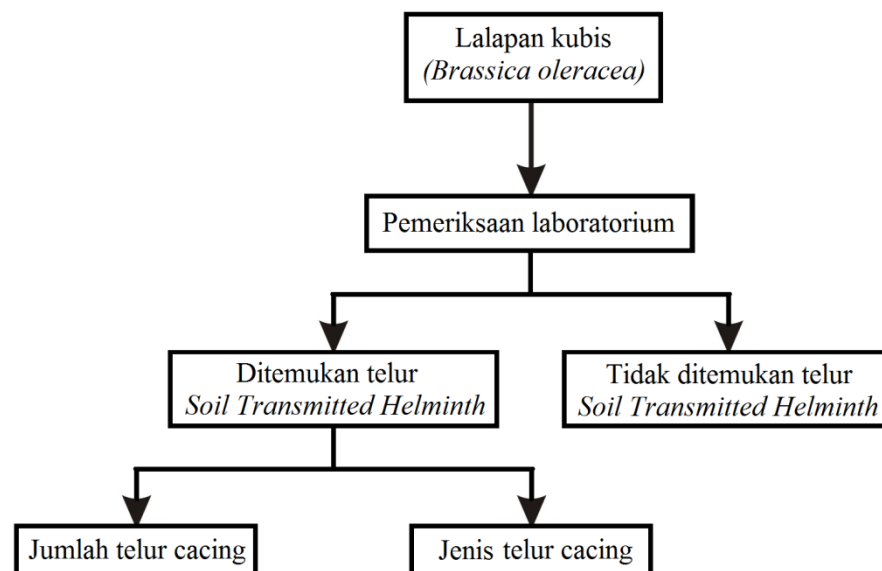 Lalapan kubis
(Brassica oleracea)
Pemeriksaan laboratorium
Ditemukan telur
Soil Transmitted Helminth
Tidak ditemukan telur
Soil Transmitted Helminth
Jumlah telur cacing
Jenis telur cacing